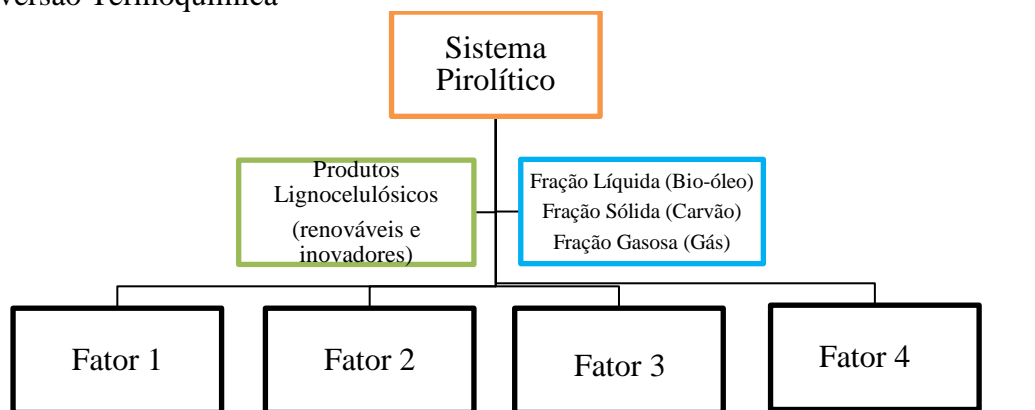 Termoquímica
Sistema
Pirolítico
Produtos
Lignocelulósicos
(renováveis e
inovadores)
Fração Líquida (Bio-óleo)
Fração Sólida (Carvão)
Fração Gasosa (Gás)
Fator 1
Fator 2
Fator 3
Fator 4